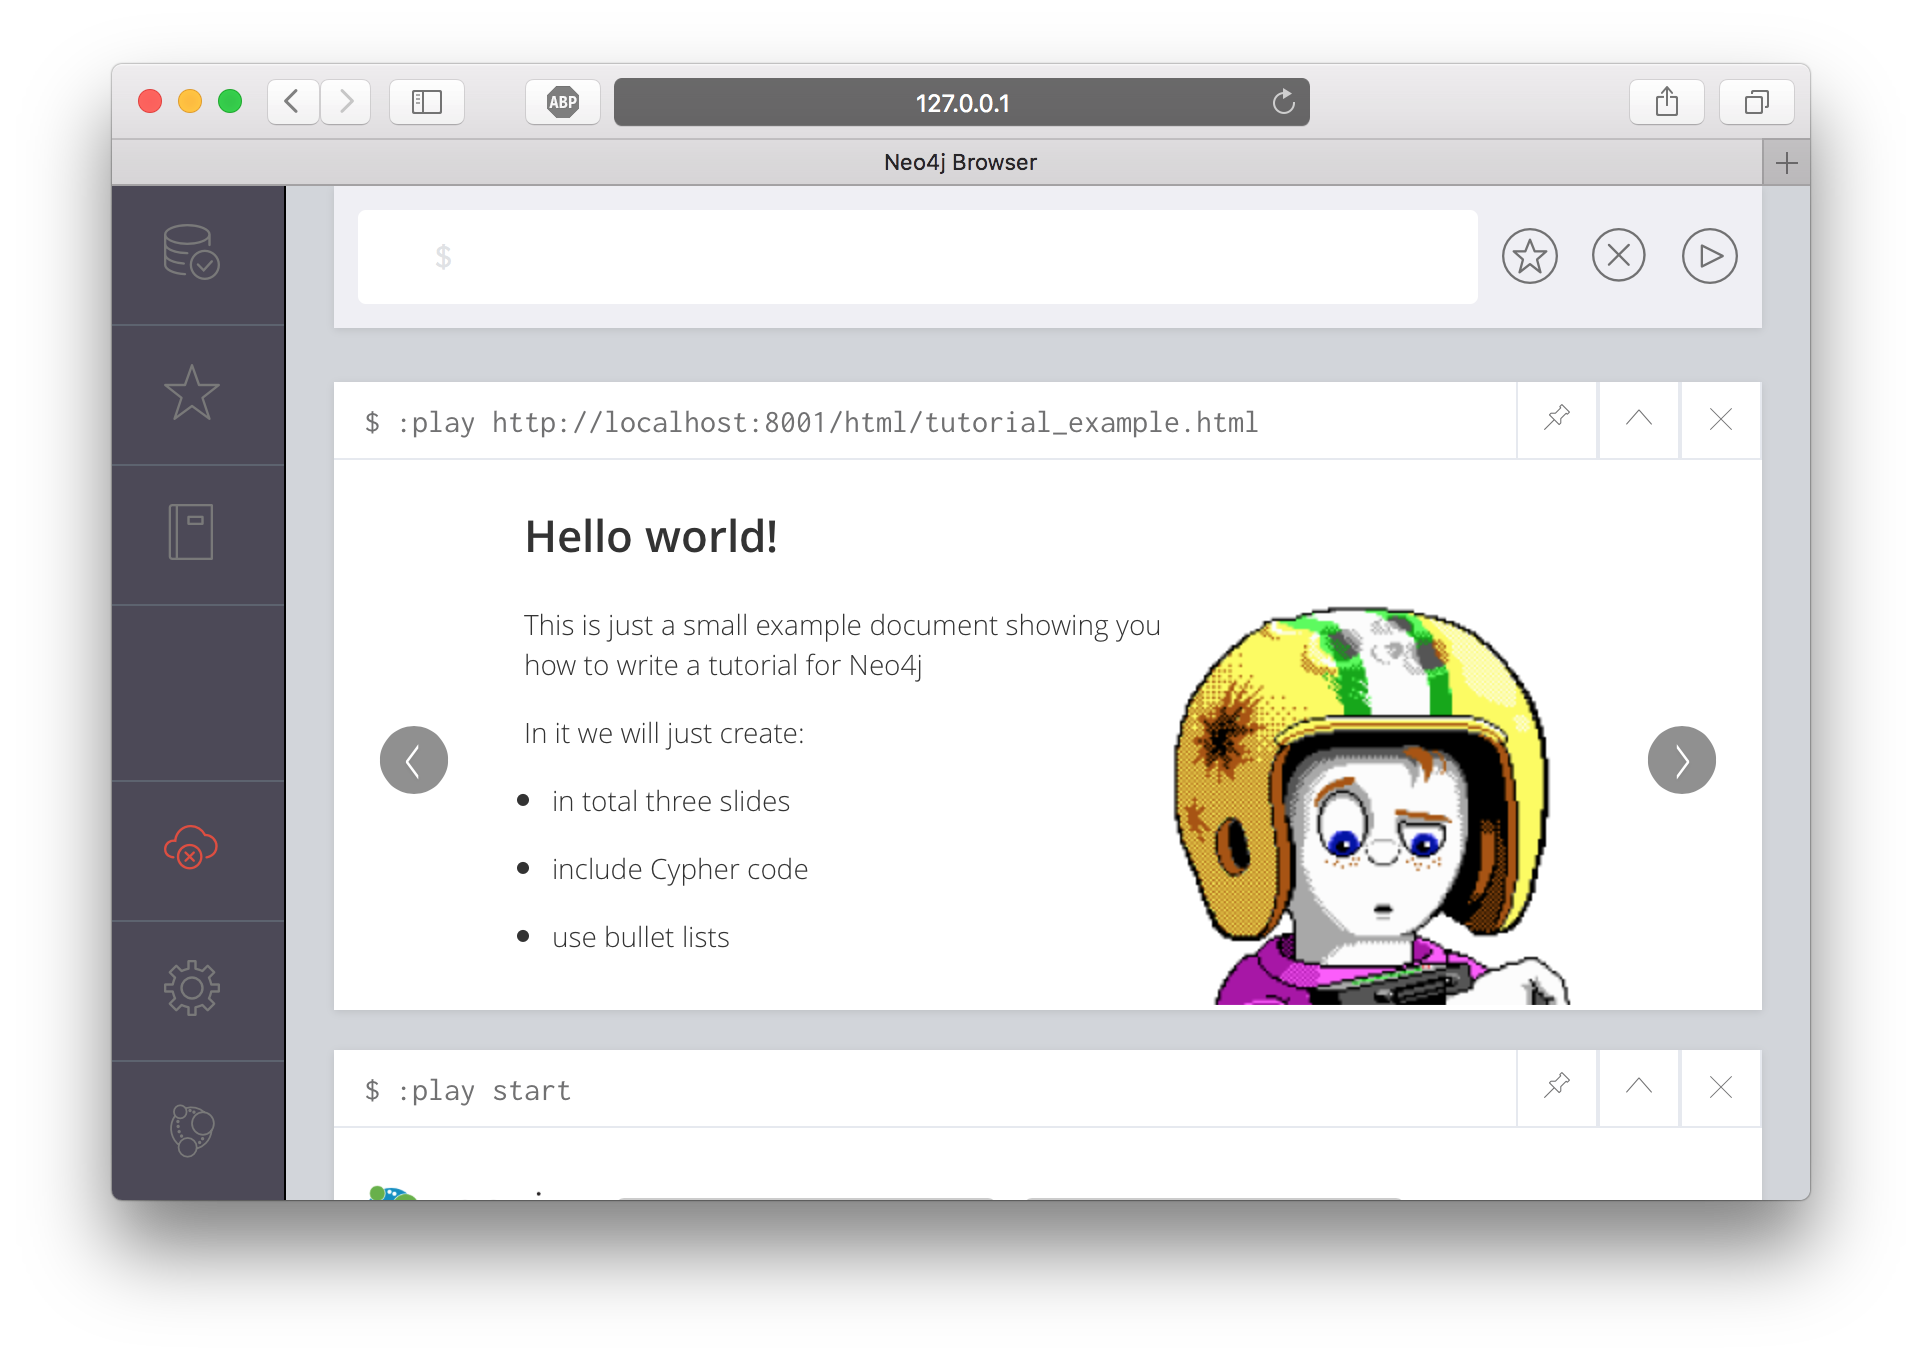 ABP
127.0.0.1
Neo4j Browser
$
$ :play http://localhost:8001/html/tutorial_example.html
Hello world!
This is just a small example document showing you
how to write a tutorial for Neo4j
In it we will just create:
in total three slides
include Cypher code
use bullet lists
$ :play start